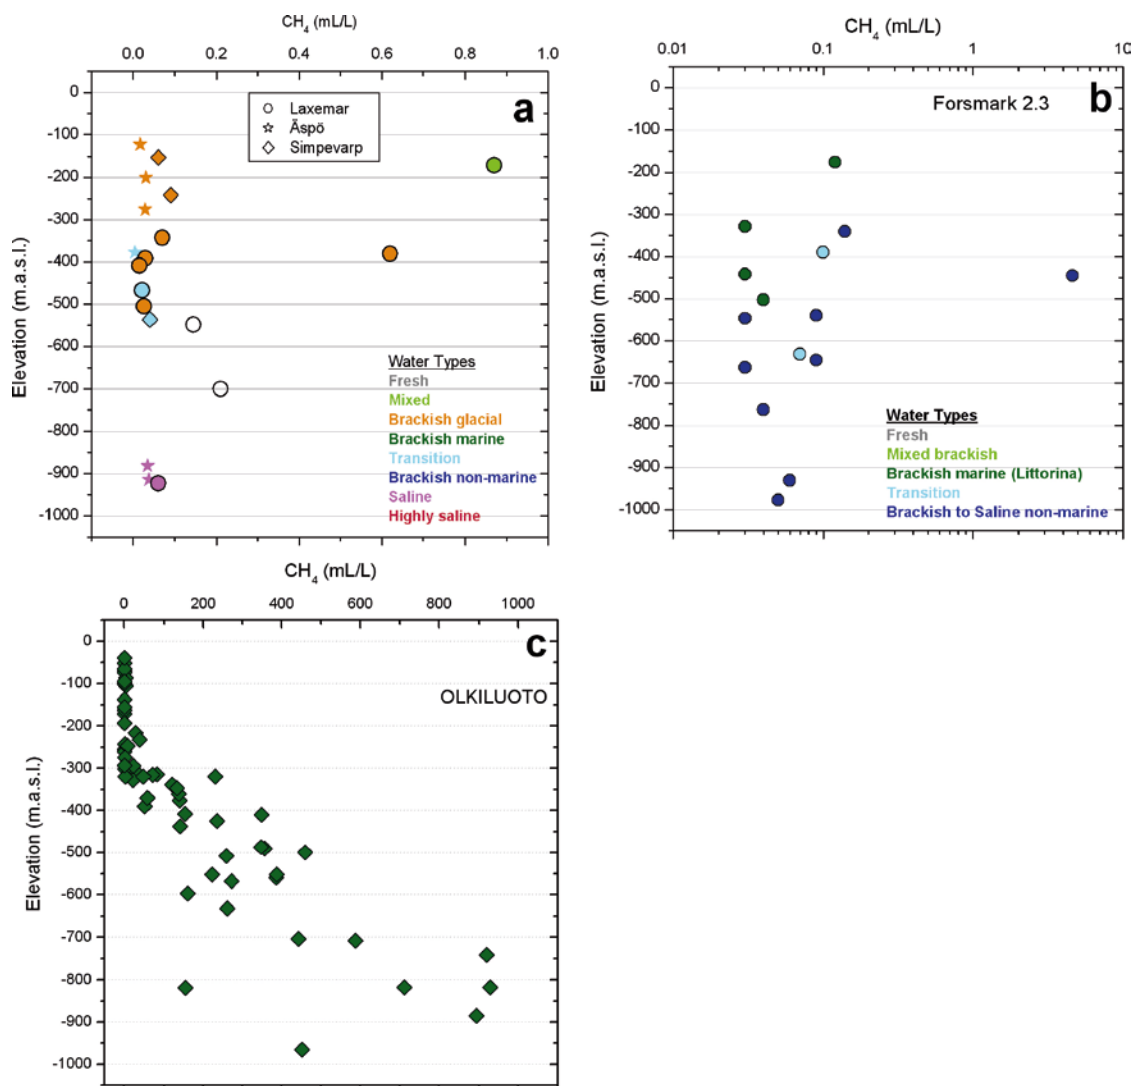 CH4 (mL/L)
0.0 0.2 0.4 0.6 0.8 1.0
0
-100
-200
-300
-400
-500
-600
-700
-800
-900
-1000
Elevation (m.a.s.l.)
a
Laxemar
Äspö
Simpevarp
Water Types
Fresh
Mixed
Brackish glacial
Brackish marine
Transition
Brackish non-marine
Saline
Highly saline
CH4 (mL/L)
0.01 0.1 1 10
0
-100
-200
-300
-400
-500
-600
-700
-800
-900
-1000
Elevation (m.a.s.l.)
Forsmark 2.3
b
Water Types
Fresh
Mixed brackish
Brackish marine (Littorina)
Transition
Brackish to Saline non-marine
CH4 (mL/L)
0 200 400 600 800 1000
0
-100
-200
-300
-400
-500
-600
-700
-800
-900
-1000
Elevation (m.a.s.l.)
c
OLKILUOTO